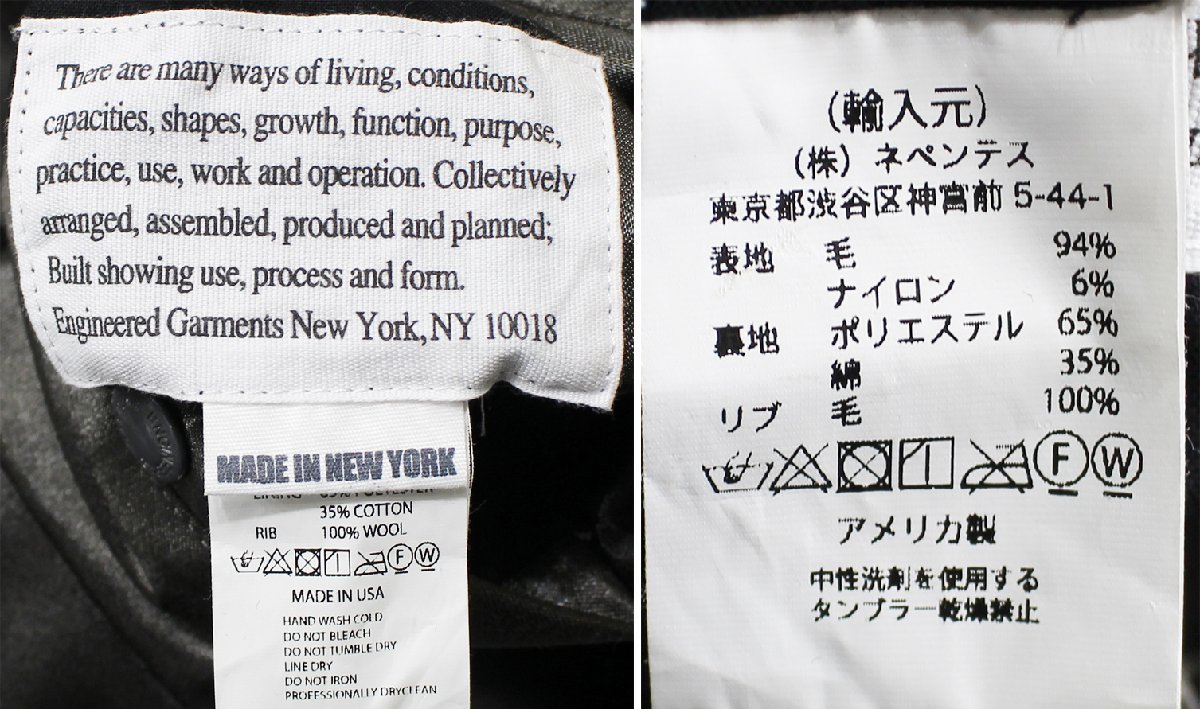 There are many ways of living, conditions,
capacities, shapes, growth, function, purpose,
practice, use, work and operation. Collectively
arranged, assembled, produced and planned;
Built showing use, process and form.
Engineered Garments New York, NY 10018
MADE IN NEW YORK
LINING 65% POLYESTER
35% COTTON
RIB 100% WOOL
F W
MADE IN USA
HAND WASH COLD
DO NOT BLEACH
DO NOT TUMBLE DRY
LINE DRY
DO NOT IRON
PROFESSIONALLY DRYCLEAN
(輸入元)
(株) ネペンテス
東京都渋谷区神宮前 5-44-1
表地 毛 94%
ナイロン 6%
裏地 ポリエステル 65%
綿 35%
リブ 毛 100%
F W
アメリカ製
中性洗剤を使用する
タンブラー乾燥禁止